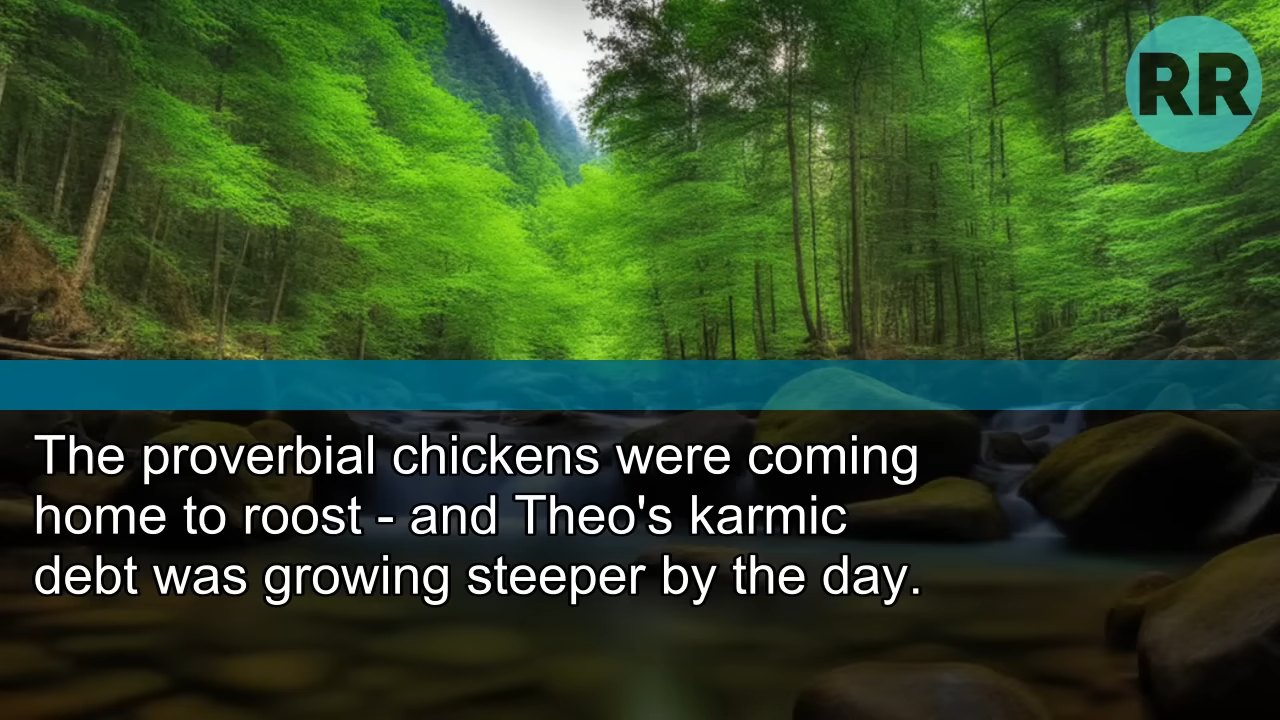 RR
The proverbial chickens were coming
home to roost - and Theo's karmic
debt was growing steeper by the day.